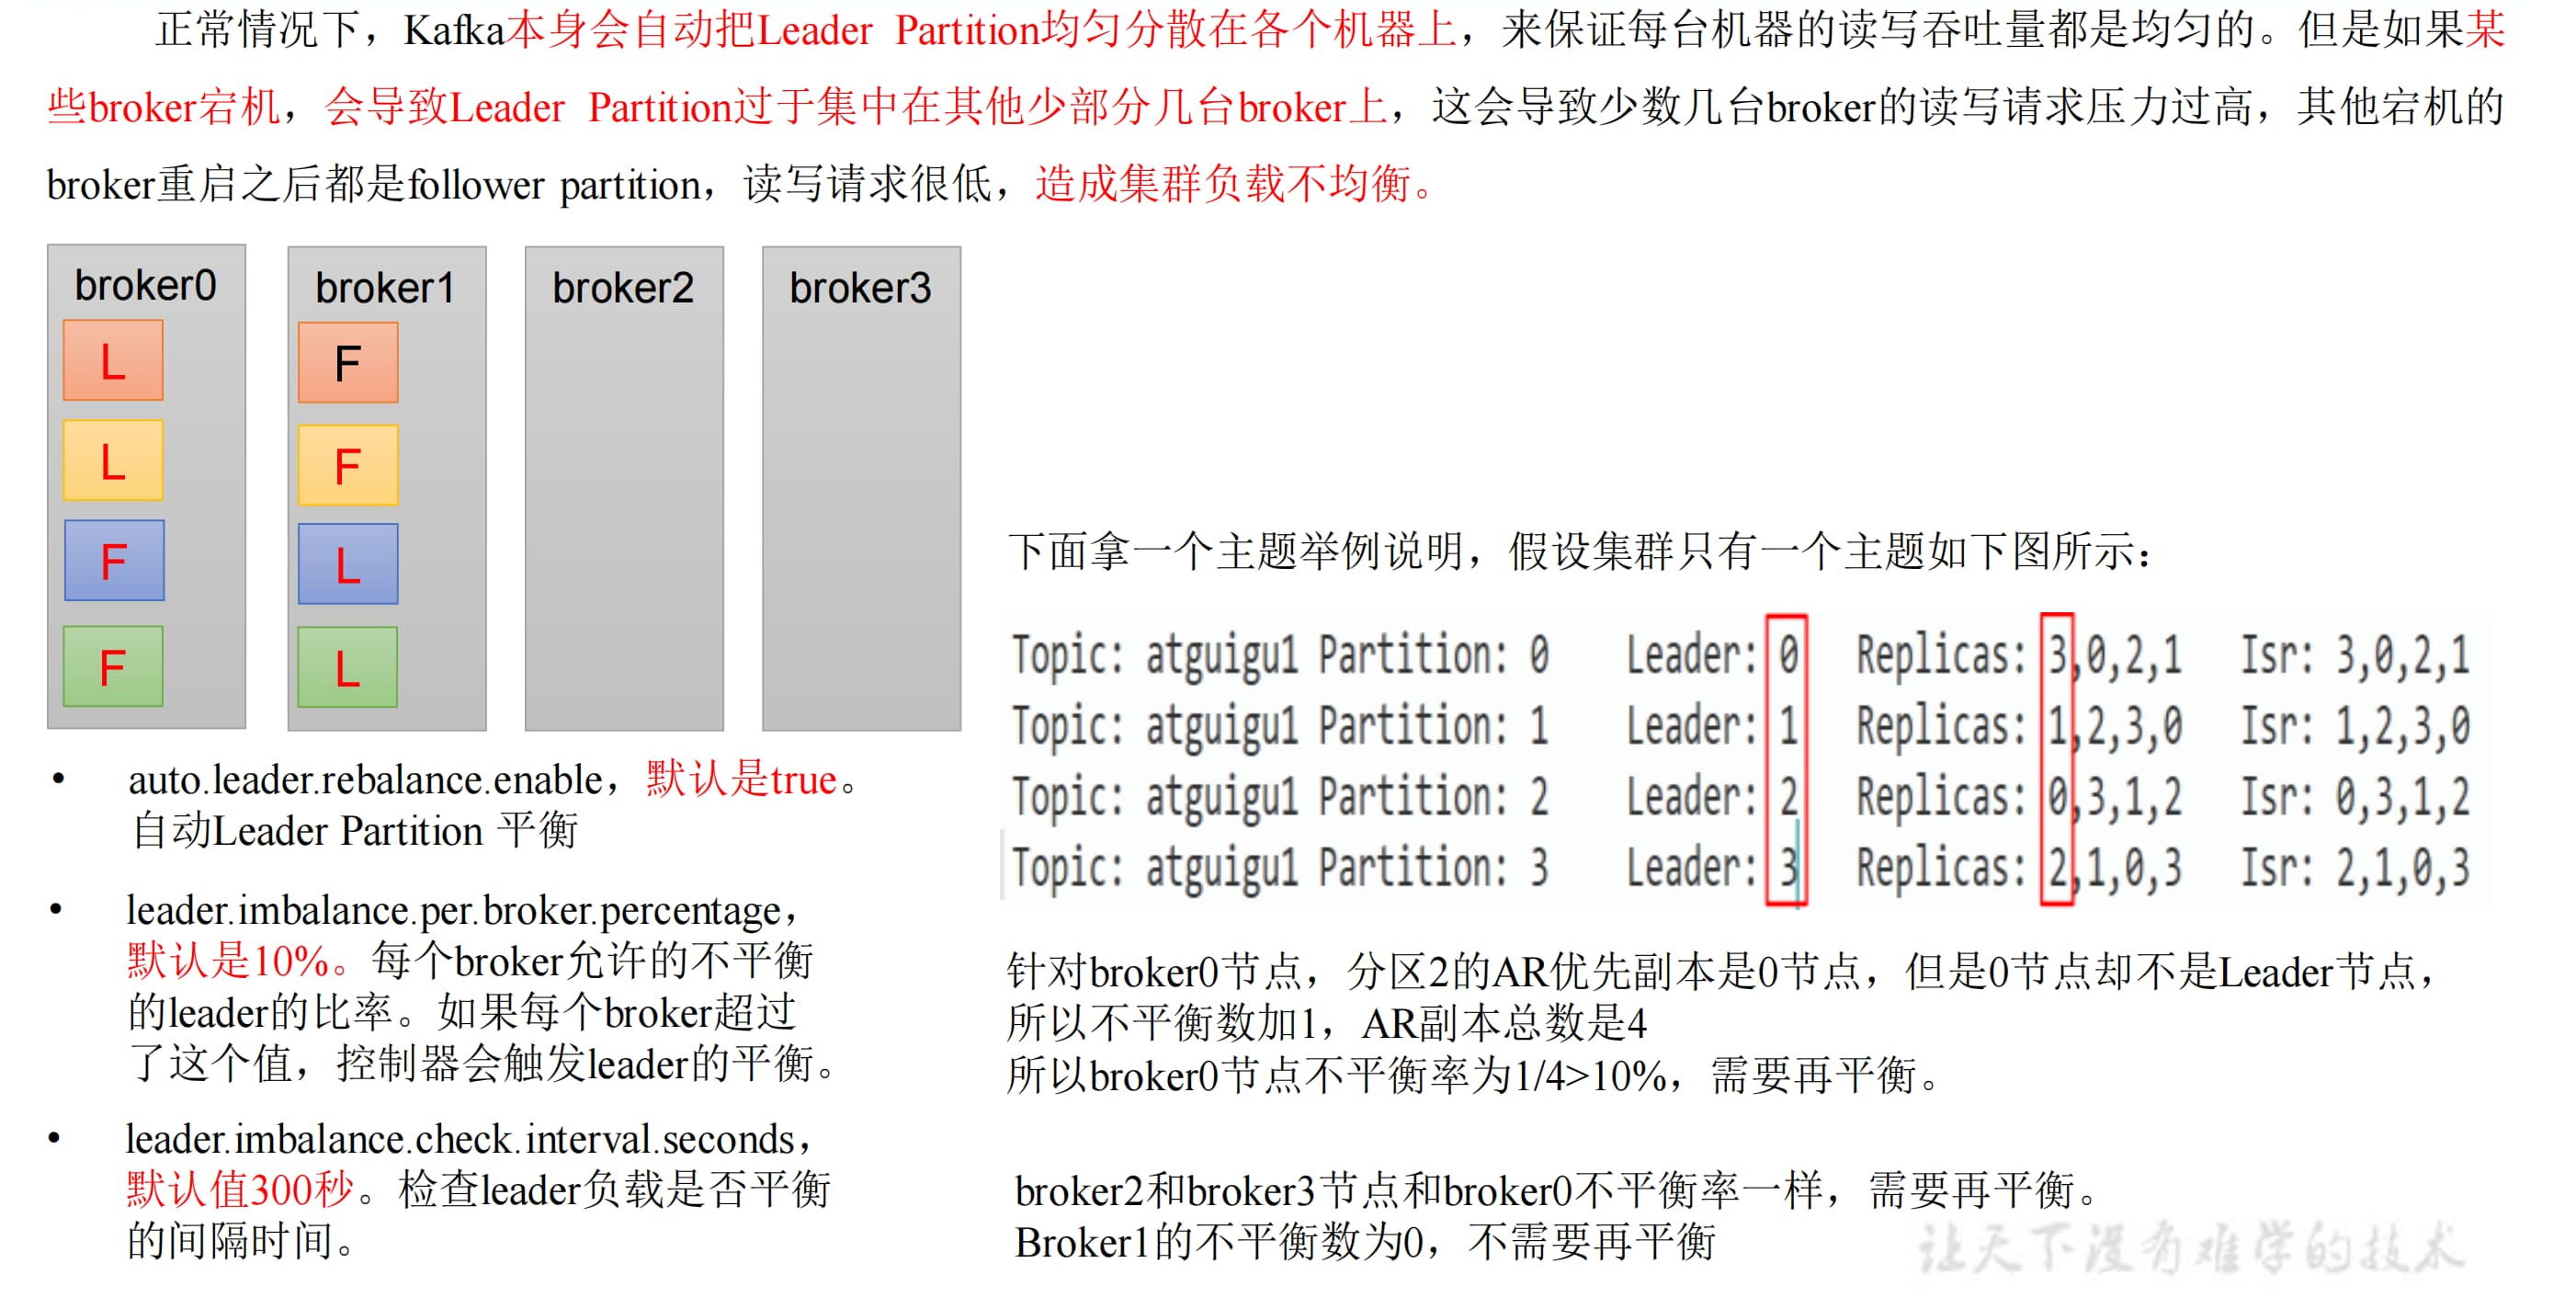 正常情况下，Kafka本身会自动把Leader Partition均匀分散在各个机器上，来保证每台机器的读写吞吐量都是均匀的。但是如果某
些broker宕机，会导致Leader Partition过于集中在其他少部分几台broker上，这会导致少数几台broker的读写请求压力过高，其他宕机的
broker重启之后都是follower partition，读写请求很低，造成集群负载不均衡。
broker0
L
L
F
F
broker1
F
F
L
L
broker2
broker3
• auto.leader.rebalance.enable，默认是true。
自动Leader Partition 平衡
• leader.imbalance.per.broker.percentage，
默认是10%。每个broker允许的不平衡
的leader的比率。如果每个broker超过
了这个值，控制器会触发leader的平衡。
• leader.imbalance.check.interval.seconds，
默认值300秒。检查leader负载是否平衡
的间隔时间。
下面拿一个主题举例说明，假设集群只有一个主题如下图所示：
Topic: atguigu1 Partition: 0 Leader: 0 Replicas: 3,0,2,1 Isr: 3,0,2,1
Topic: atguigu1 Partition: 1 Leader: 1 Replicas: 1,2,3,0 Isr: 1,2,3,0
Topic: atguigu1 Partition: 2 Leader: 2 Replicas: 0,3,1,2 Isr: 0,3,1,2
Topic: atguigu1 Partition: 3 Leader: 3 Replicas: 2,1,0,3 Isr: 2,1,0,3
针对broker0节点，分区2的AR优先副本是0节点，但是0节点却不是Leader节点，
所以不平衡数加1，AR副本总数是4
所以broker0节点不平衡率为1/4>10%，需要再平衡。
broker2和broker3节点和broker0不平衡率一样，需要再平衡。
Broker1的不平衡数为0，不需要再平衡
让天下没有难学的技术